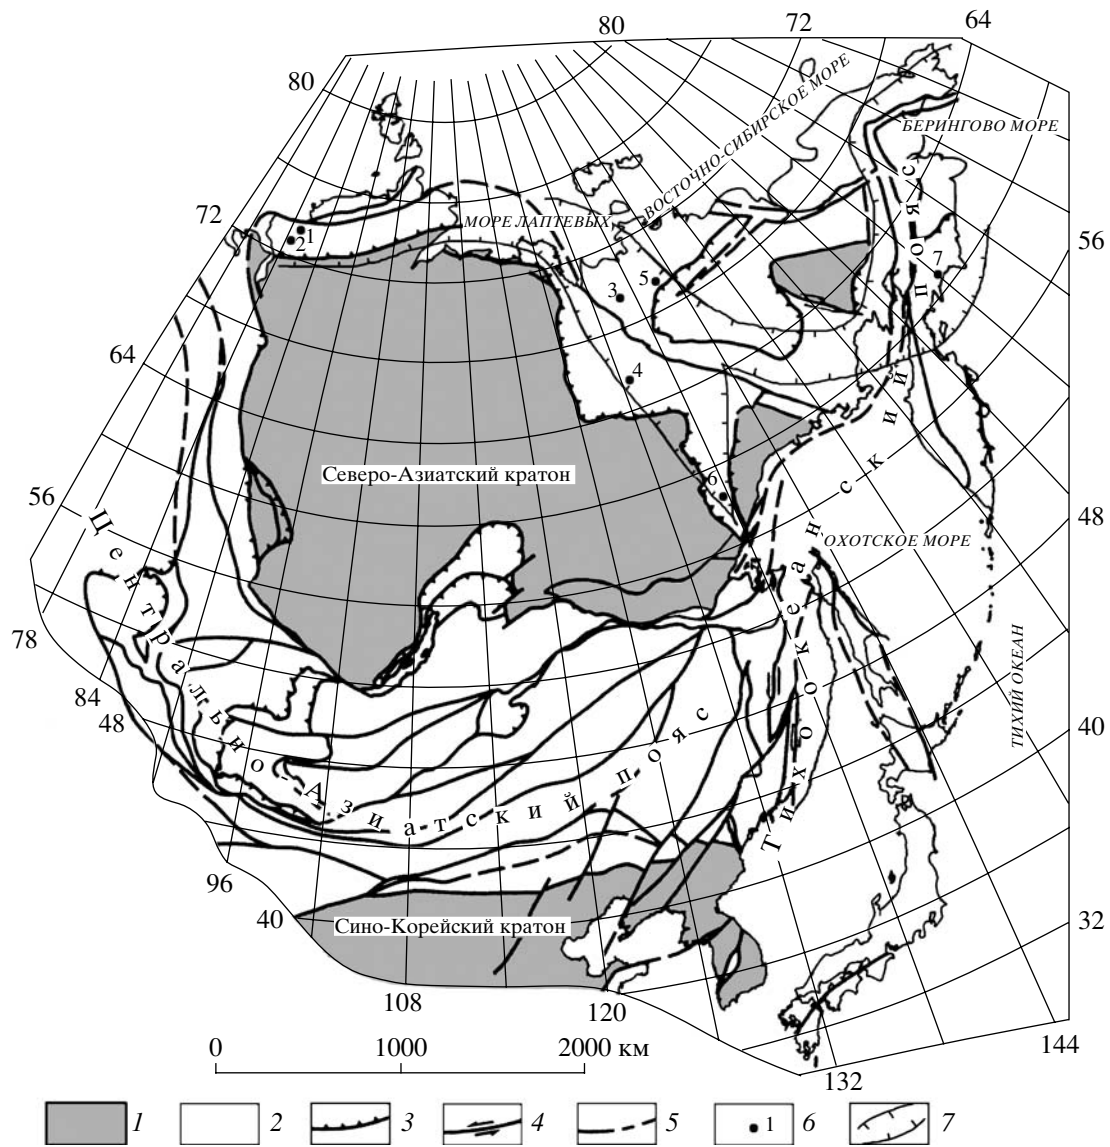 80
72
64
80
БЕРИНГОВО МОРЕ
ВОСТОЧНО-СИБИРСКОЕ МОРЕ
МОРЕ ЛАПТЕВЫХ
72
1
2
3
5
7
56
64
4
Северо-Азиатский кратон
6
56
48
ОХОТСКОЕ МОРЕ
Тихоокеанский пояс
Центрально-Азиатский пояс
78
84
48
ТИХИЙ ОКЕАН
40
96
40
Сино-Корейский кратон
32
108
120
132
144
0 1000 2000 км
1 2 3 4 5 1 6 7